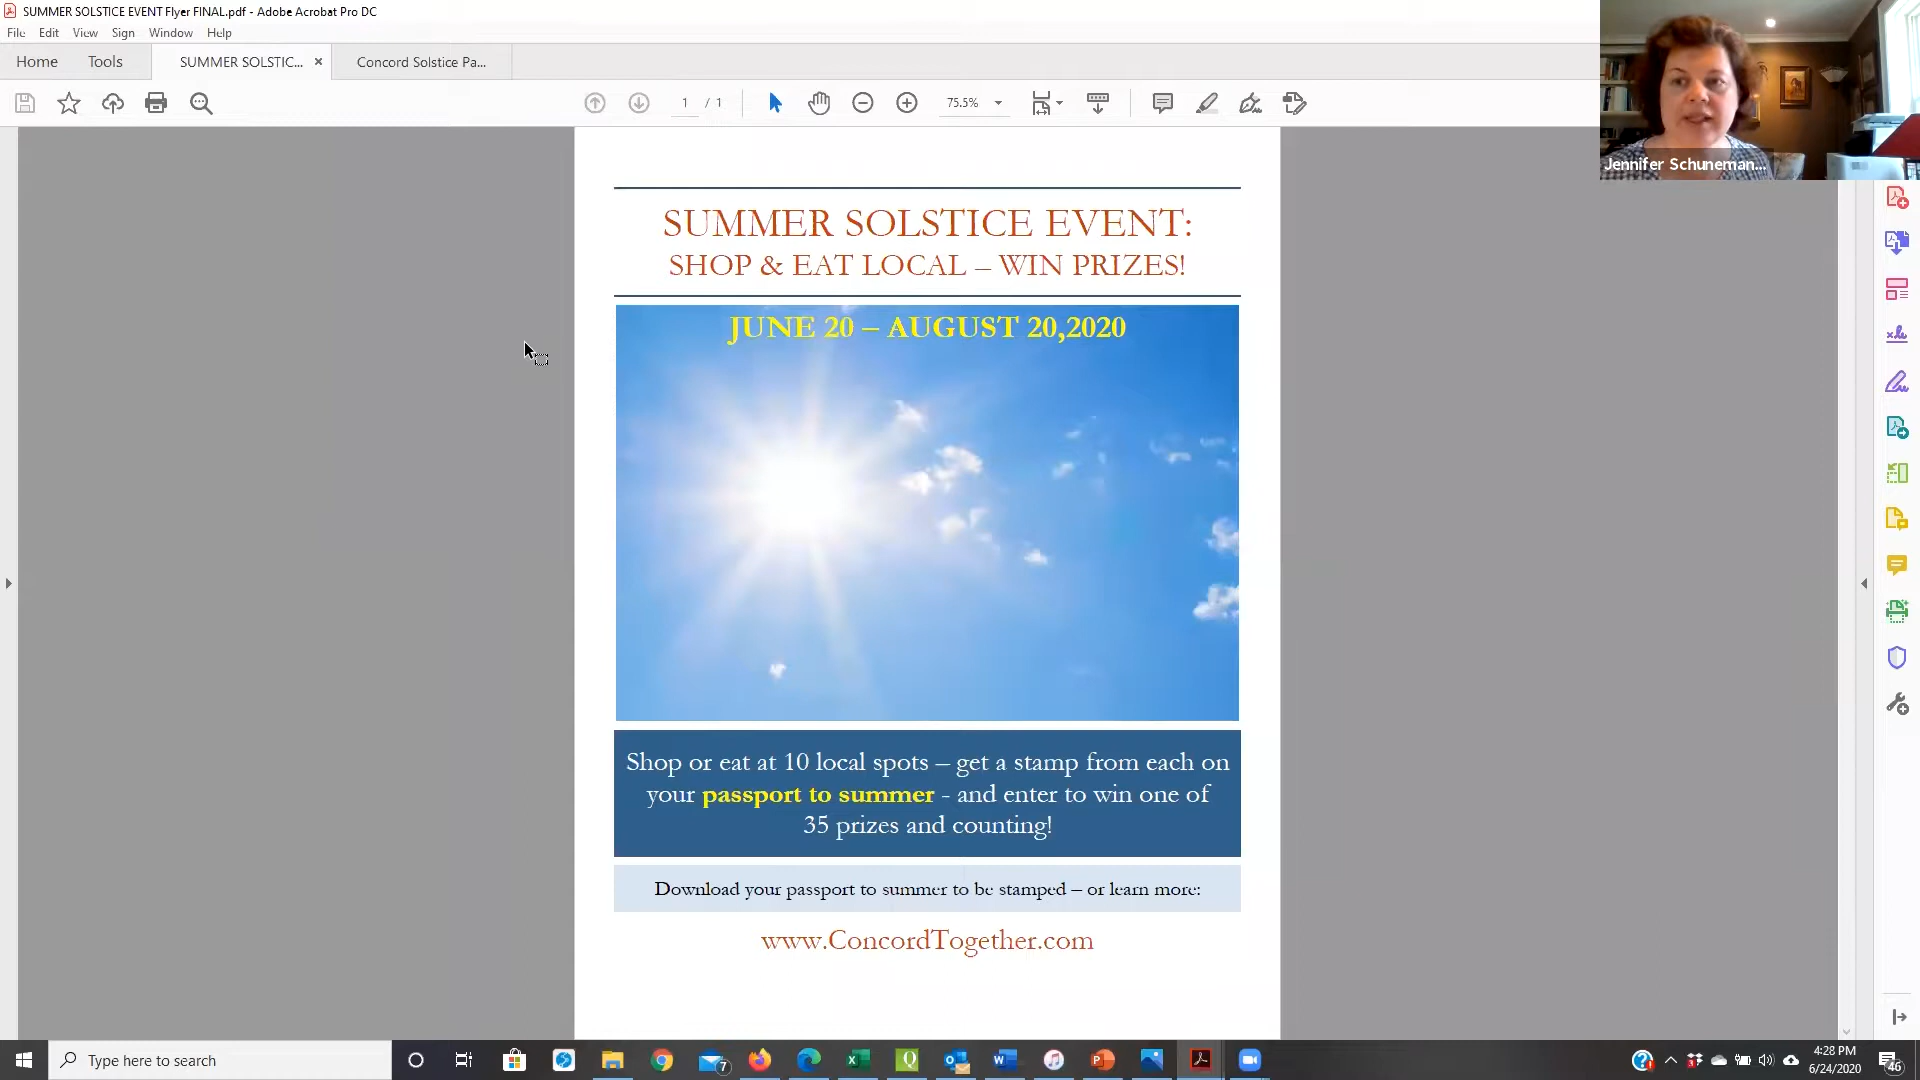 SUMMER SOLSTICE EVENT Flyer FINAL.pdf - Adobe Acrobat Pro DC
File Edit View Sign Window Help
Home Tools SUMMER SOLSTIC... × Concord Solstice Pa...
1 / 1 75.5%
Jennifer Schuneman...
SUMMER SOLSTICE EVENT:
SHOP & EAT LOCAL – WIN PRIZES!
JUNE 20 – AUGUST 20,2020
Shop or eat at 10 local spots – get a stamp from each on
your passport to summer - and enter to win one of
35 prizes and counting!
Download your passport to summer to be stamped – or learn more:
www.ConcordTogether.com
Type here to search
7
4:28 PM
6/24/2020
46